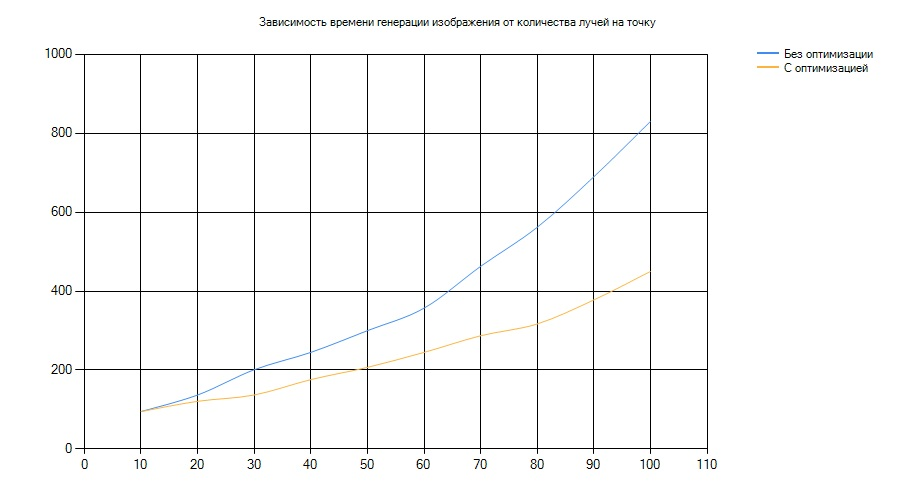 Зависимость времени генерации изображения от количества лучей на точку
Без оптимизации
С оптимизацией
1000
800
600
400
200
0
0 10 20 30 40 50 60 70 80 90 100 110